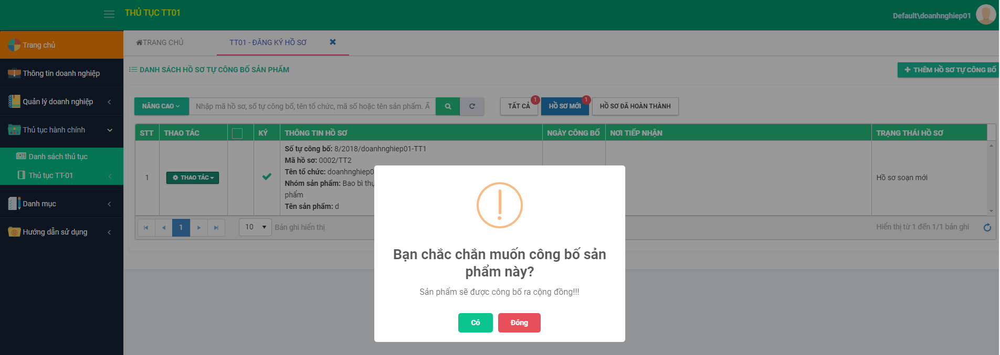 THỦ TỤC TT01
Default\doanhnghiep01
Trang chủ
Thông tin doanh nghiệp
Quản lý doanh nghiệp
Thủ tục hành chính
Danh sách thủ tục
Thủ tục TT-01
Danh mục
Hướng dẫn sử dụng
TRANG CHỦ
TT01 - ĐĂNG KÝ HỒ SƠ
DANH SÁCH HỒ SƠ TỰ CÔNG BỐ SẢN PHẨM
THÊM HỒ SƠ TỰ CÔNG BỐ
NÂNG CAO
Nhập mã hồ sơ, số tự công bố, tên tổ chức, mã số hoặc tên sản phẩm.
TẤT CẢ 1
HỒ SƠ MỚI 1
HỒ SƠ ĐÃ HOÀN THÀNH
STT THAO TÁC KÝ THÔNG TIN HỒ SƠ NGÀY CÔNG BỐ NƠI TIẾP NHẬN TRẠNG THÁI HỒ SƠ
1
THAO TÁC
Số tự công bố: 8/2018/doanhnghiep01-TT1
Mã hồ sơ: 0002/TT2
Tên tổ chức: doanhnghiep0
Nhóm sản phẩm: Bao bì thự
phẩm
Tên sản phẩm: d
Hồ sơ soạn mới
1
10
Bản ghi hiển thị
Hiển thị từ 1 đến 1/1 bản ghi
Bạn chắc chắn muốn công bố sản
phẩm này?
Sản phẩm sẽ được công bố ra cộng đồng!!!
Có
Đóng